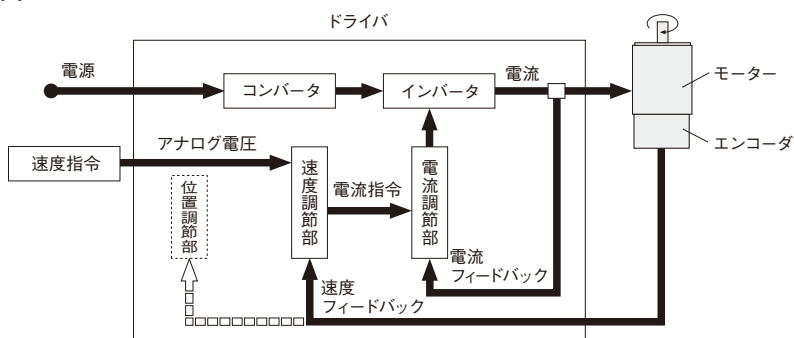 ドライバ
電源
コンバータ
インバータ
電流
モーター
エンコーダ
速度指令
アナログ電圧
位置調節部
速度調節部
電流指令
電流調節部
電流
フィードバック
速度
フィードバック